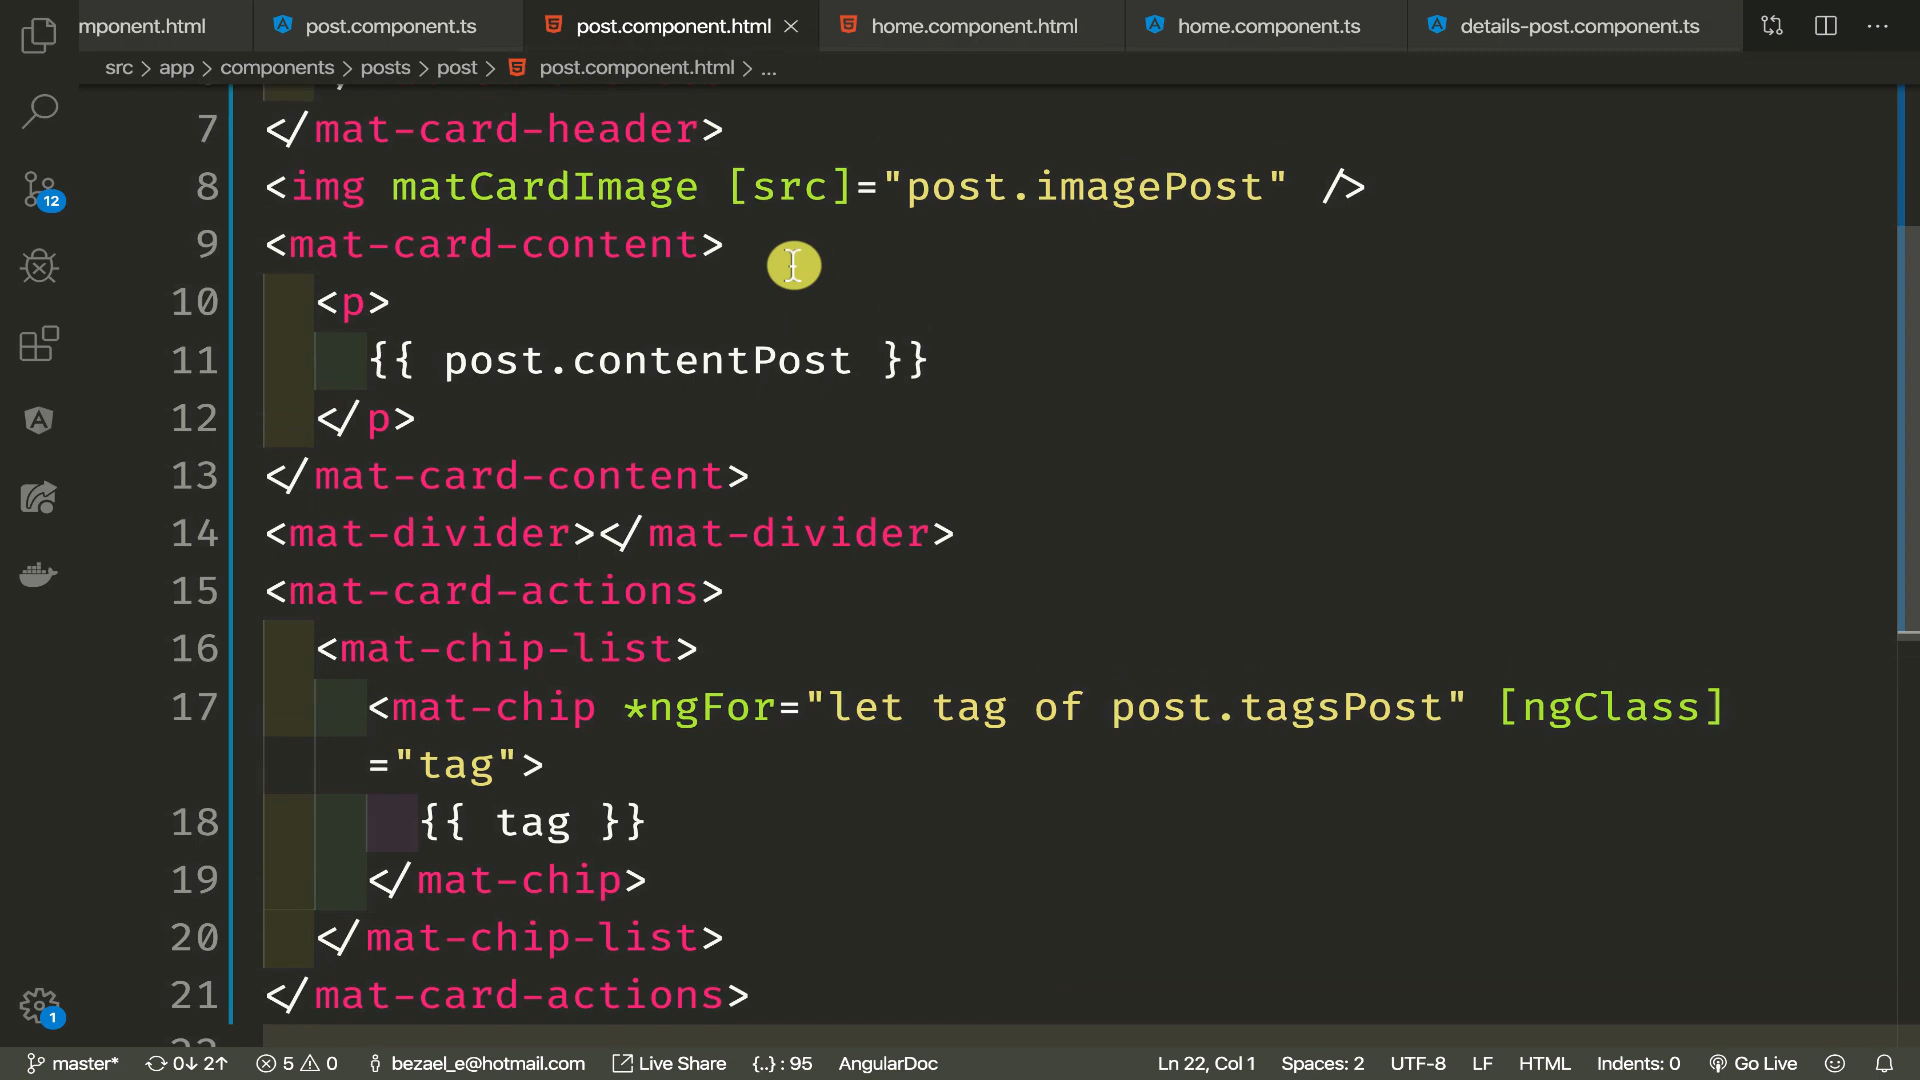 mponent.html
post.component.ts
post.component.html
home.component.html
home.component.ts
details-post.component.ts
src > app > components > posts > post > post.component.html > ...
7 </mat-card-header>
8 <img matCardImage [src]="post.imagePost" />
9 <mat-card-content>
10 <p>
11 {{ post.contentPost }}
12 </p>
13 </mat-card-content>
14 <mat-divider></mat-divider>
15 <mat-card-actions>
16 <mat-chip-list>
17 <mat-chip *ngFor="let tag of post.tagsPost" [ngClass]
="tag">
18 {{ tag }}
19 </mat-chip>
20 </mat-chip-list>
21 </mat-card-actions>
12
1
master* 0↓ 2↑ 5 0 bezael_e@hotmail.com Live Share {..} : 95 AngularDoc Ln 22, Col 1 Spaces: 2 UTF-8 LF HTML Indents: 0 Go Live